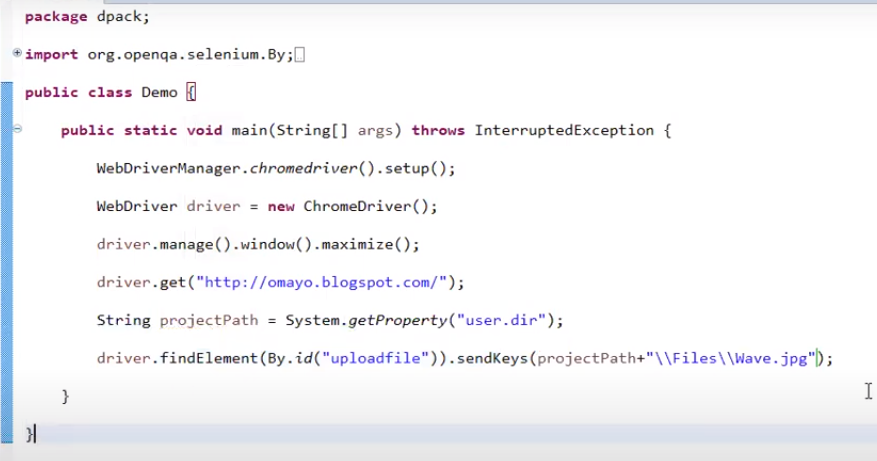 package dpack;
import org.openqa.selenium.By;
public class Demo {
public static void main(String[] args) throws InterruptedException {
WebDriverManager.chromedriver().setup();
WebDriver driver = new ChromeDriver();
driver.manage().window().maximize();
driver.get("http://omayo.blogspot.com/");
String projectPath = System.getProperty("user.dir");
driver.findElement(By.id("uploadfile")).sendKeys(projectPath+"\\Files\\Wave.jpg");
}
}